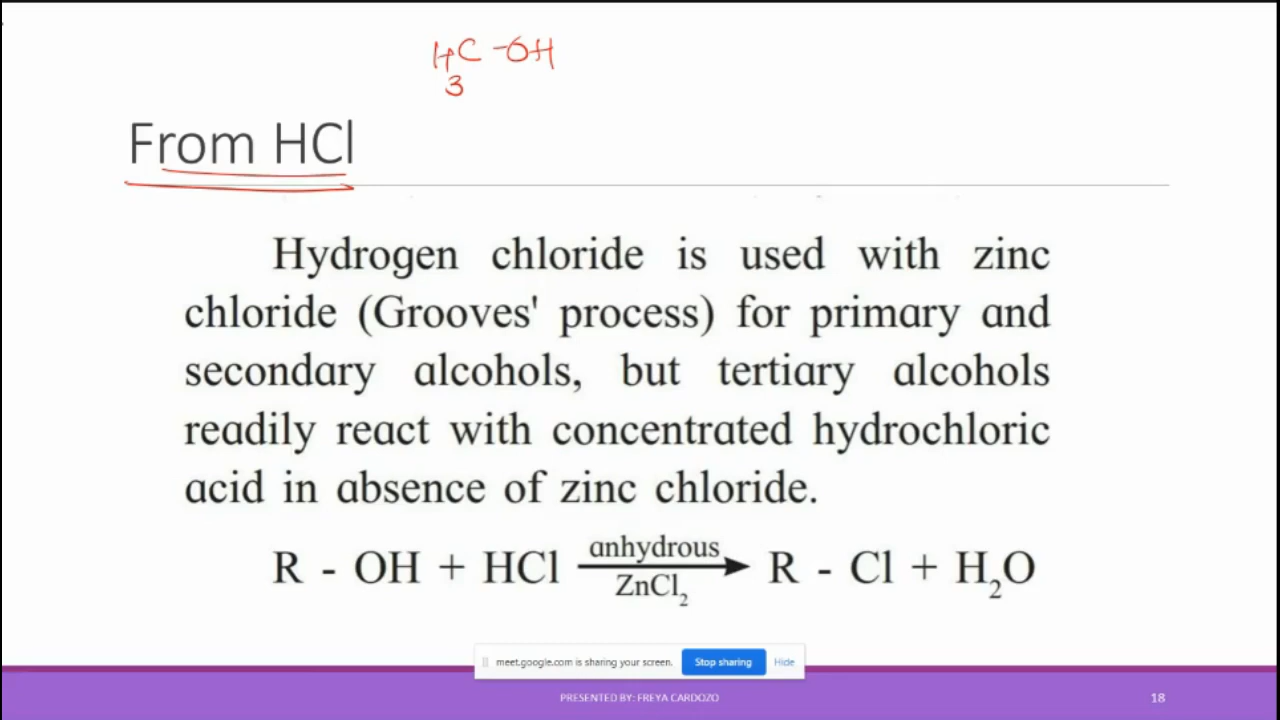 H3C-OH
From HCl
Hydrogen chloride is used with zinc
chloride (Grooves' process) for primary and
secondary alcohols, but tertiary alcohols
readily react with concentrated hydrochloric
acid in absence of zinc chloride.
R - OH + HCl anhydrous ZnCl2 → R - Cl + H2O
meet.google.com is sharing your screen. Stop sharing Hide
PRESENTED BY: FREYA CARDOZO 18